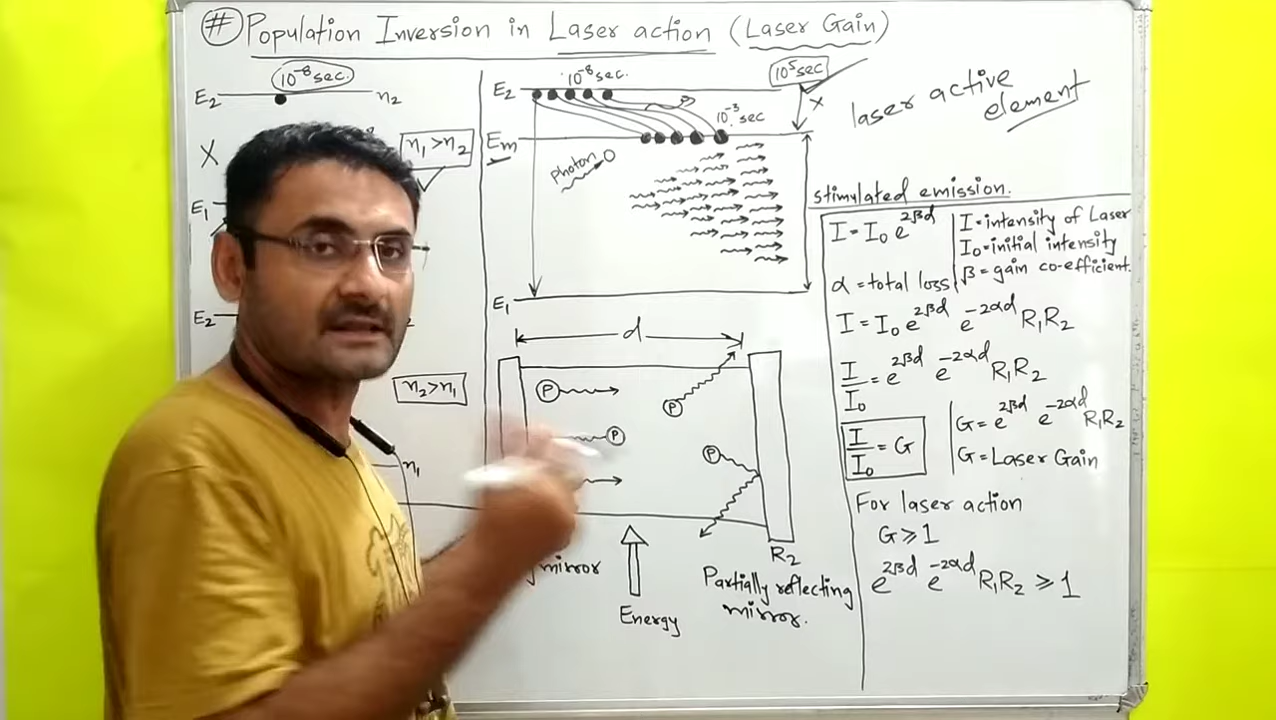 # Population Inversion in Laser action (Laser Gain)
10⁻⁸ sec.
E₂ n₂
X
n₁ > n₂
E₁
E₂
n₂ > n₁
n₁
10⁻⁸ sec.
10⁵ sec
E₂
X
10⁻³ sec
Em
Photon
E₁
laser active
element
d
P
P
P
P
R₂
mirror
Energy
Partially reflecting
mirror.
stimulated emission.
I = I₀ e^2βd
I = intensity of Laser
I₀ = initial intensity
β = gain co-efficient.
α = total loss
I = I₀ e^2βd e^-2αd R₁R₂
I/I₀ = e^2βd e^-2αd R₁R₂
I/I₀ = G
G = e^2βd e^-2αd R₁R₂
G = Laser Gain
For laser action
G ⩾ 1
e^2βd e^-2αd R₁R₂ ⩾ 1